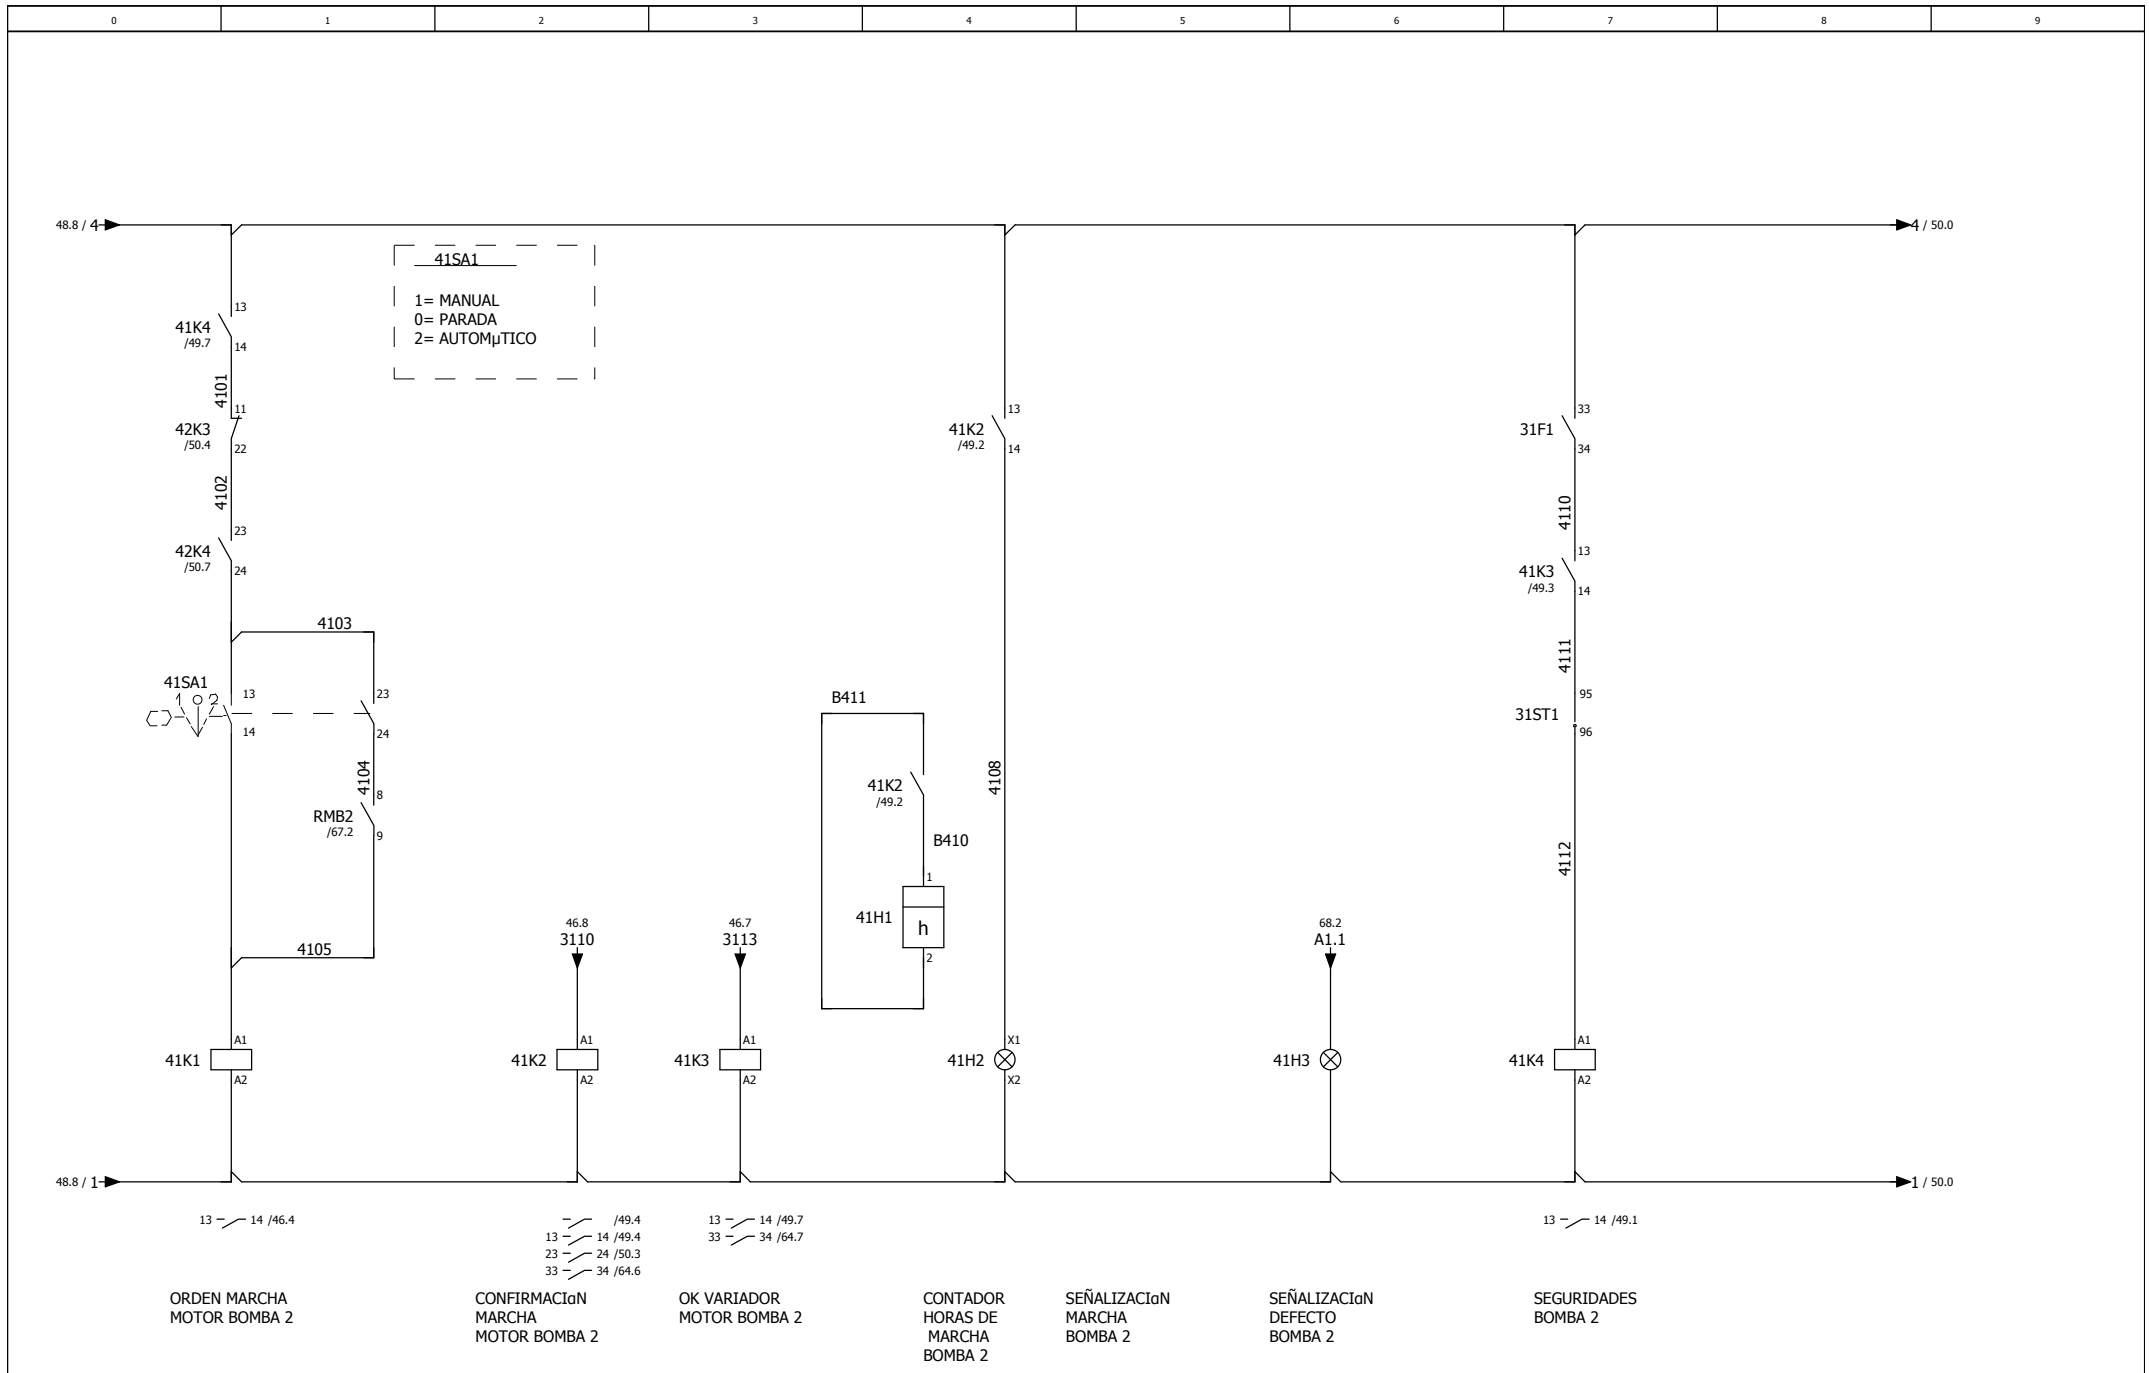 0 1 2 3 4 5 6 7 8 9
48.8 / 4
4 / 50.0
41SA1
1= MANUAL
0= PARADA
2= AUTOMµTICO
13
41K4
/49.7
14
4101
11
42K3
/50.4
22
4102
23
42K4
/50.7
24
4103
41SA1
1 0 2
13
14
23
24
4104
8
RMB2
/67.2
9
4105
A1
41K1
A2
46.8
3110
A1
41K2
A2
46.7
3113
A1
41K3
A2
B411
41K2
/49.2
B410
1
41H1
h
2
13
41K2
/49.2
14
4108
X1
41H2
X2
68.2
A1.1
41H3
33
31F1
34
4110
13
41K3
/49.3
14
4111
95
31ST1
96
4112
A1
41K4
A2
48.8 / 1
1 / 50.0
13 14 /46.4
/49.4
13 14 /49.4
23 24 /50.3
33 34 /64.6
13 14 /49.7
33 34 /64.7
13 14 /49.1
ORDEN MARCHA
MOTOR BOMBA 2
CONFIRMACIαN
MARCHA
MOTOR BOMBA 2
OK VARIADOR
MOTOR BOMBA 2
CONTADOR
HORAS DE
MARCHA
BOMBA 2
SEÑALIZACIαN
MARCHA
BOMBA 2
SEÑALIZACIαN
DEFECTO
BOMBA 2
SEGURIDADES
BOMBA 2